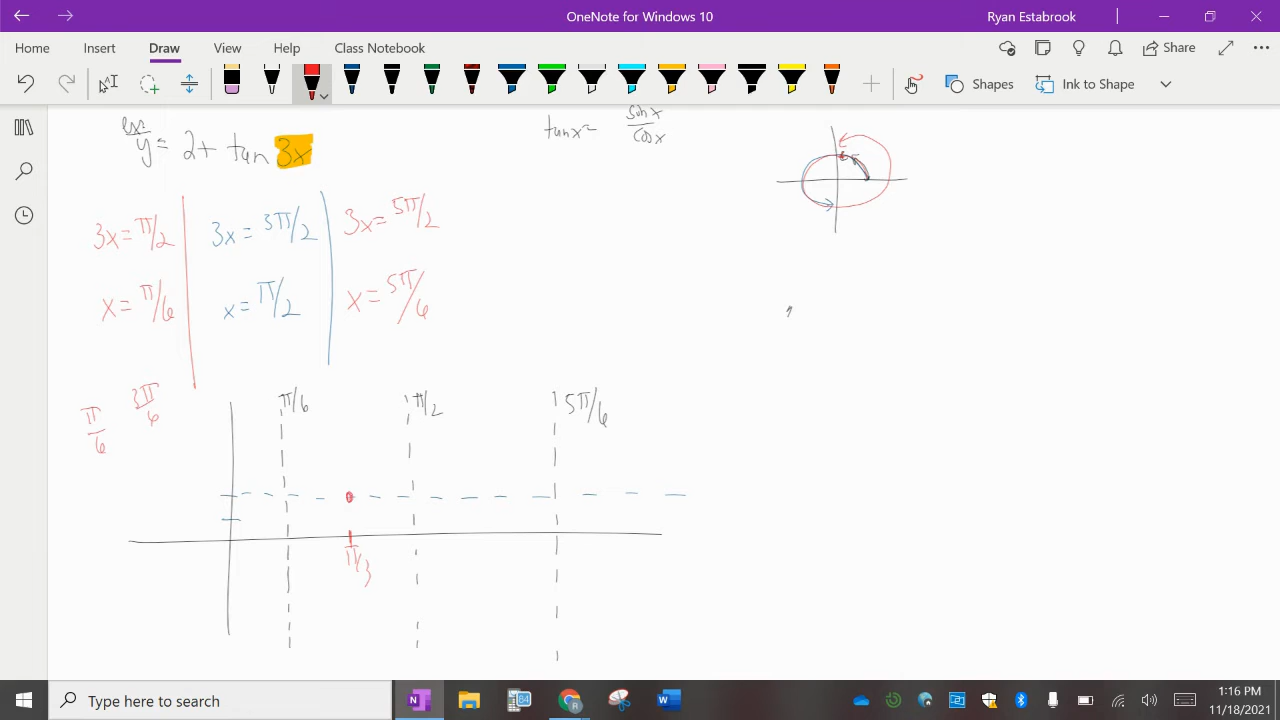 OneNote for Windows 10
Ryan Estabrook
Home Insert Draw View Help Class Notebook Share
Shapes Ink to Shape
ex
y = 2 + tan 3x
tan x = sin x / cos x
3x = π/2 3x = 3π/2 3x = 5π/2
x = π/6 x = π/2 x = 5π/6
π/6 3π/6
π/6 π/2 5π/6
π/3
Type here to search
84
1:16 PM
11/18/2021